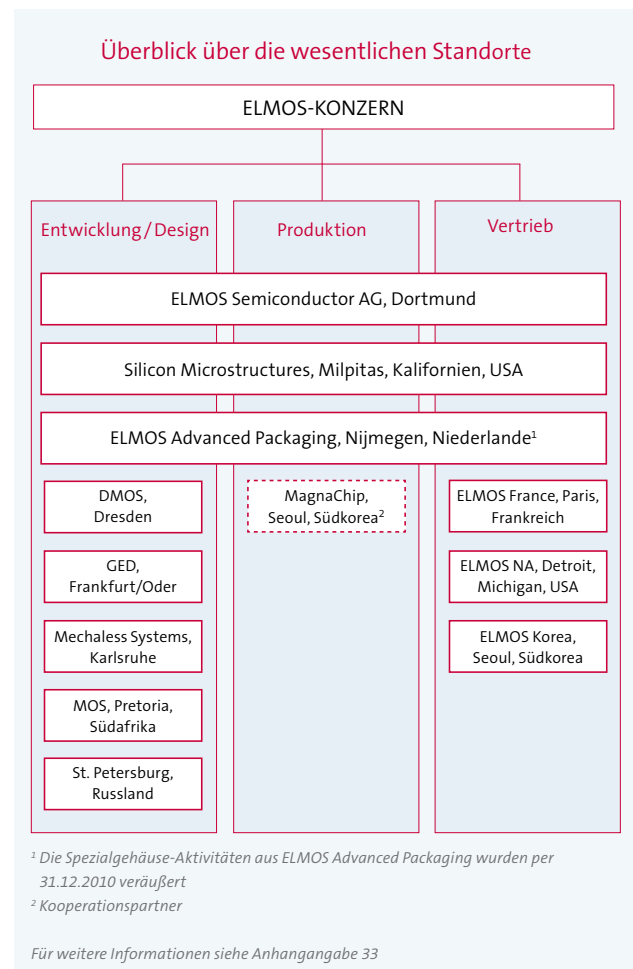 Überblick über die wesentlichen Standorte
ELMOS-KONZERN
Entwicklung / Design
Produktion
Vertrieb
ELMOS Semiconductor AG, Dortmund
Silicon Microstructures, Milpitas, Kalifornien, USA
ELMOS Advanced Packaging, Nijmegen, Niederlande¹
DMOS,
Dresden
MagnaChip,
Seoul, Südkorea²
ELMOS France, Paris,
Frankreich
GED,
Frankfurt/Oder
ELMOS NA, Detroit,
Michigan, USA
Mechaless Systems,
Karlsruhe
ELMOS Korea,
Seoul, Südkorea
MOS, Pretoria,
Südafrika
St. Petersburg,
Russland
¹ Die Spezialgehäuse-Aktivitäten aus ELMOS Advanced Packaging wurden per
31.12.2010 veräußert
² Kooperationspartner
Für weitere Informationen siehe Anhangangabe 33